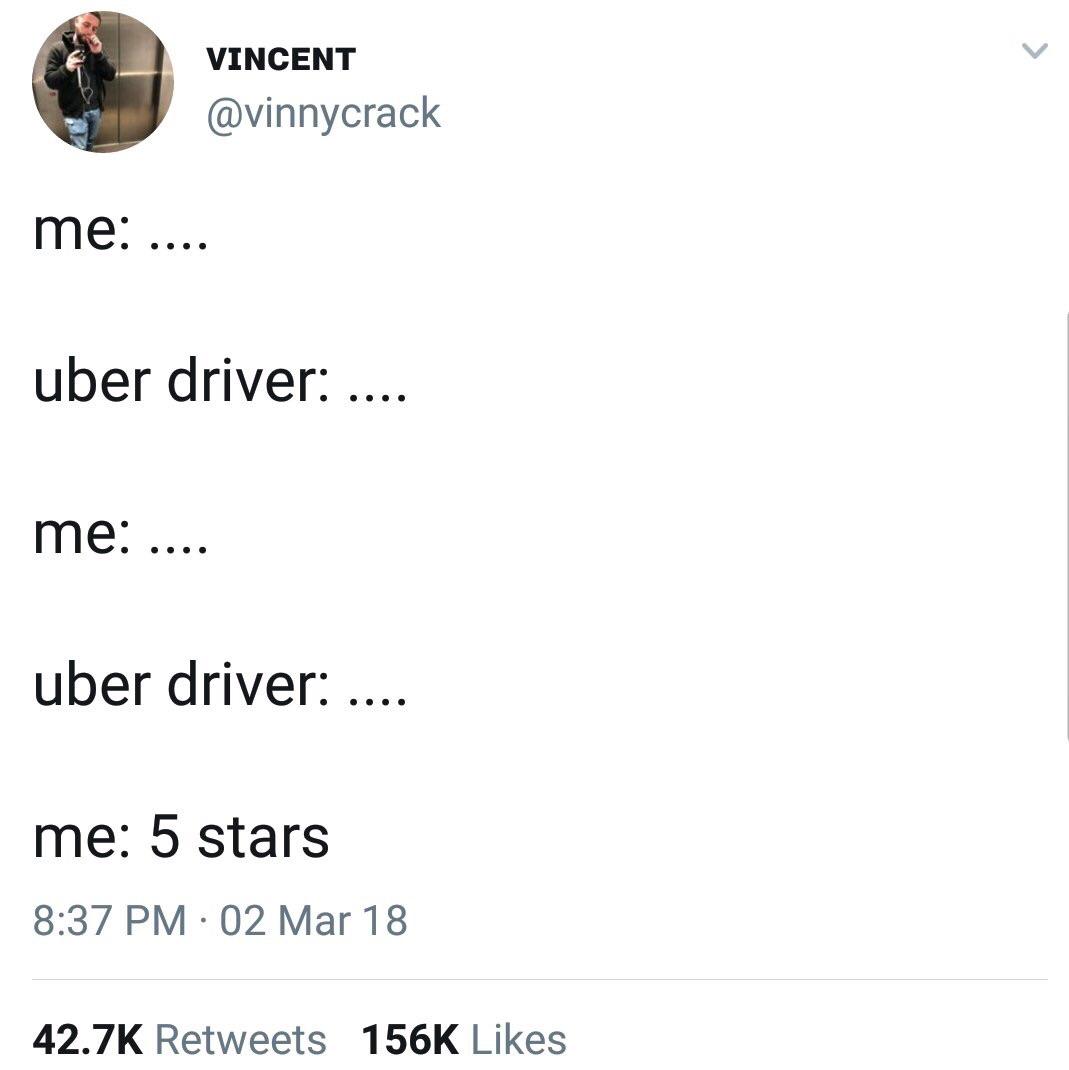 VINCENT
@vinnycrack
me: ....
uber driver: ....
me: ....
uber driver: ....
me: 5 stars
8:37 PM · 02 Mar 18
42.7K Retweets 156K Likes